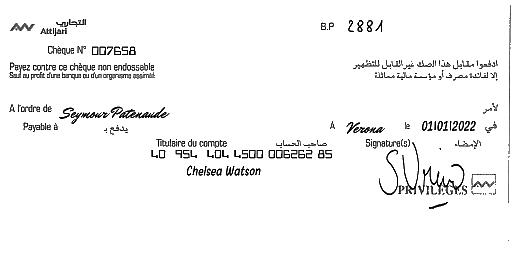 التجاري
Attijari
B.P 2881
Chèque N° 007658
Payez contre ce chèque non endossable
Sauf au profit d'une banque ou d'un organisme assimilé
ادفعوا مقابل هذا الصك غير القابل للتظهير
إلا لفائدة مصرف أو مؤسسة مالية مماثلة
A l'ordre de Seymour Patenaude لأمر
Payable à يدفع بـ A Verona le 01/01/2022 في
Titulaire du compte صاحب الحساب Signature(s) الإمضاء
40 954 404 4500 006262 85
Chelsea Watson
PRIVILEGES